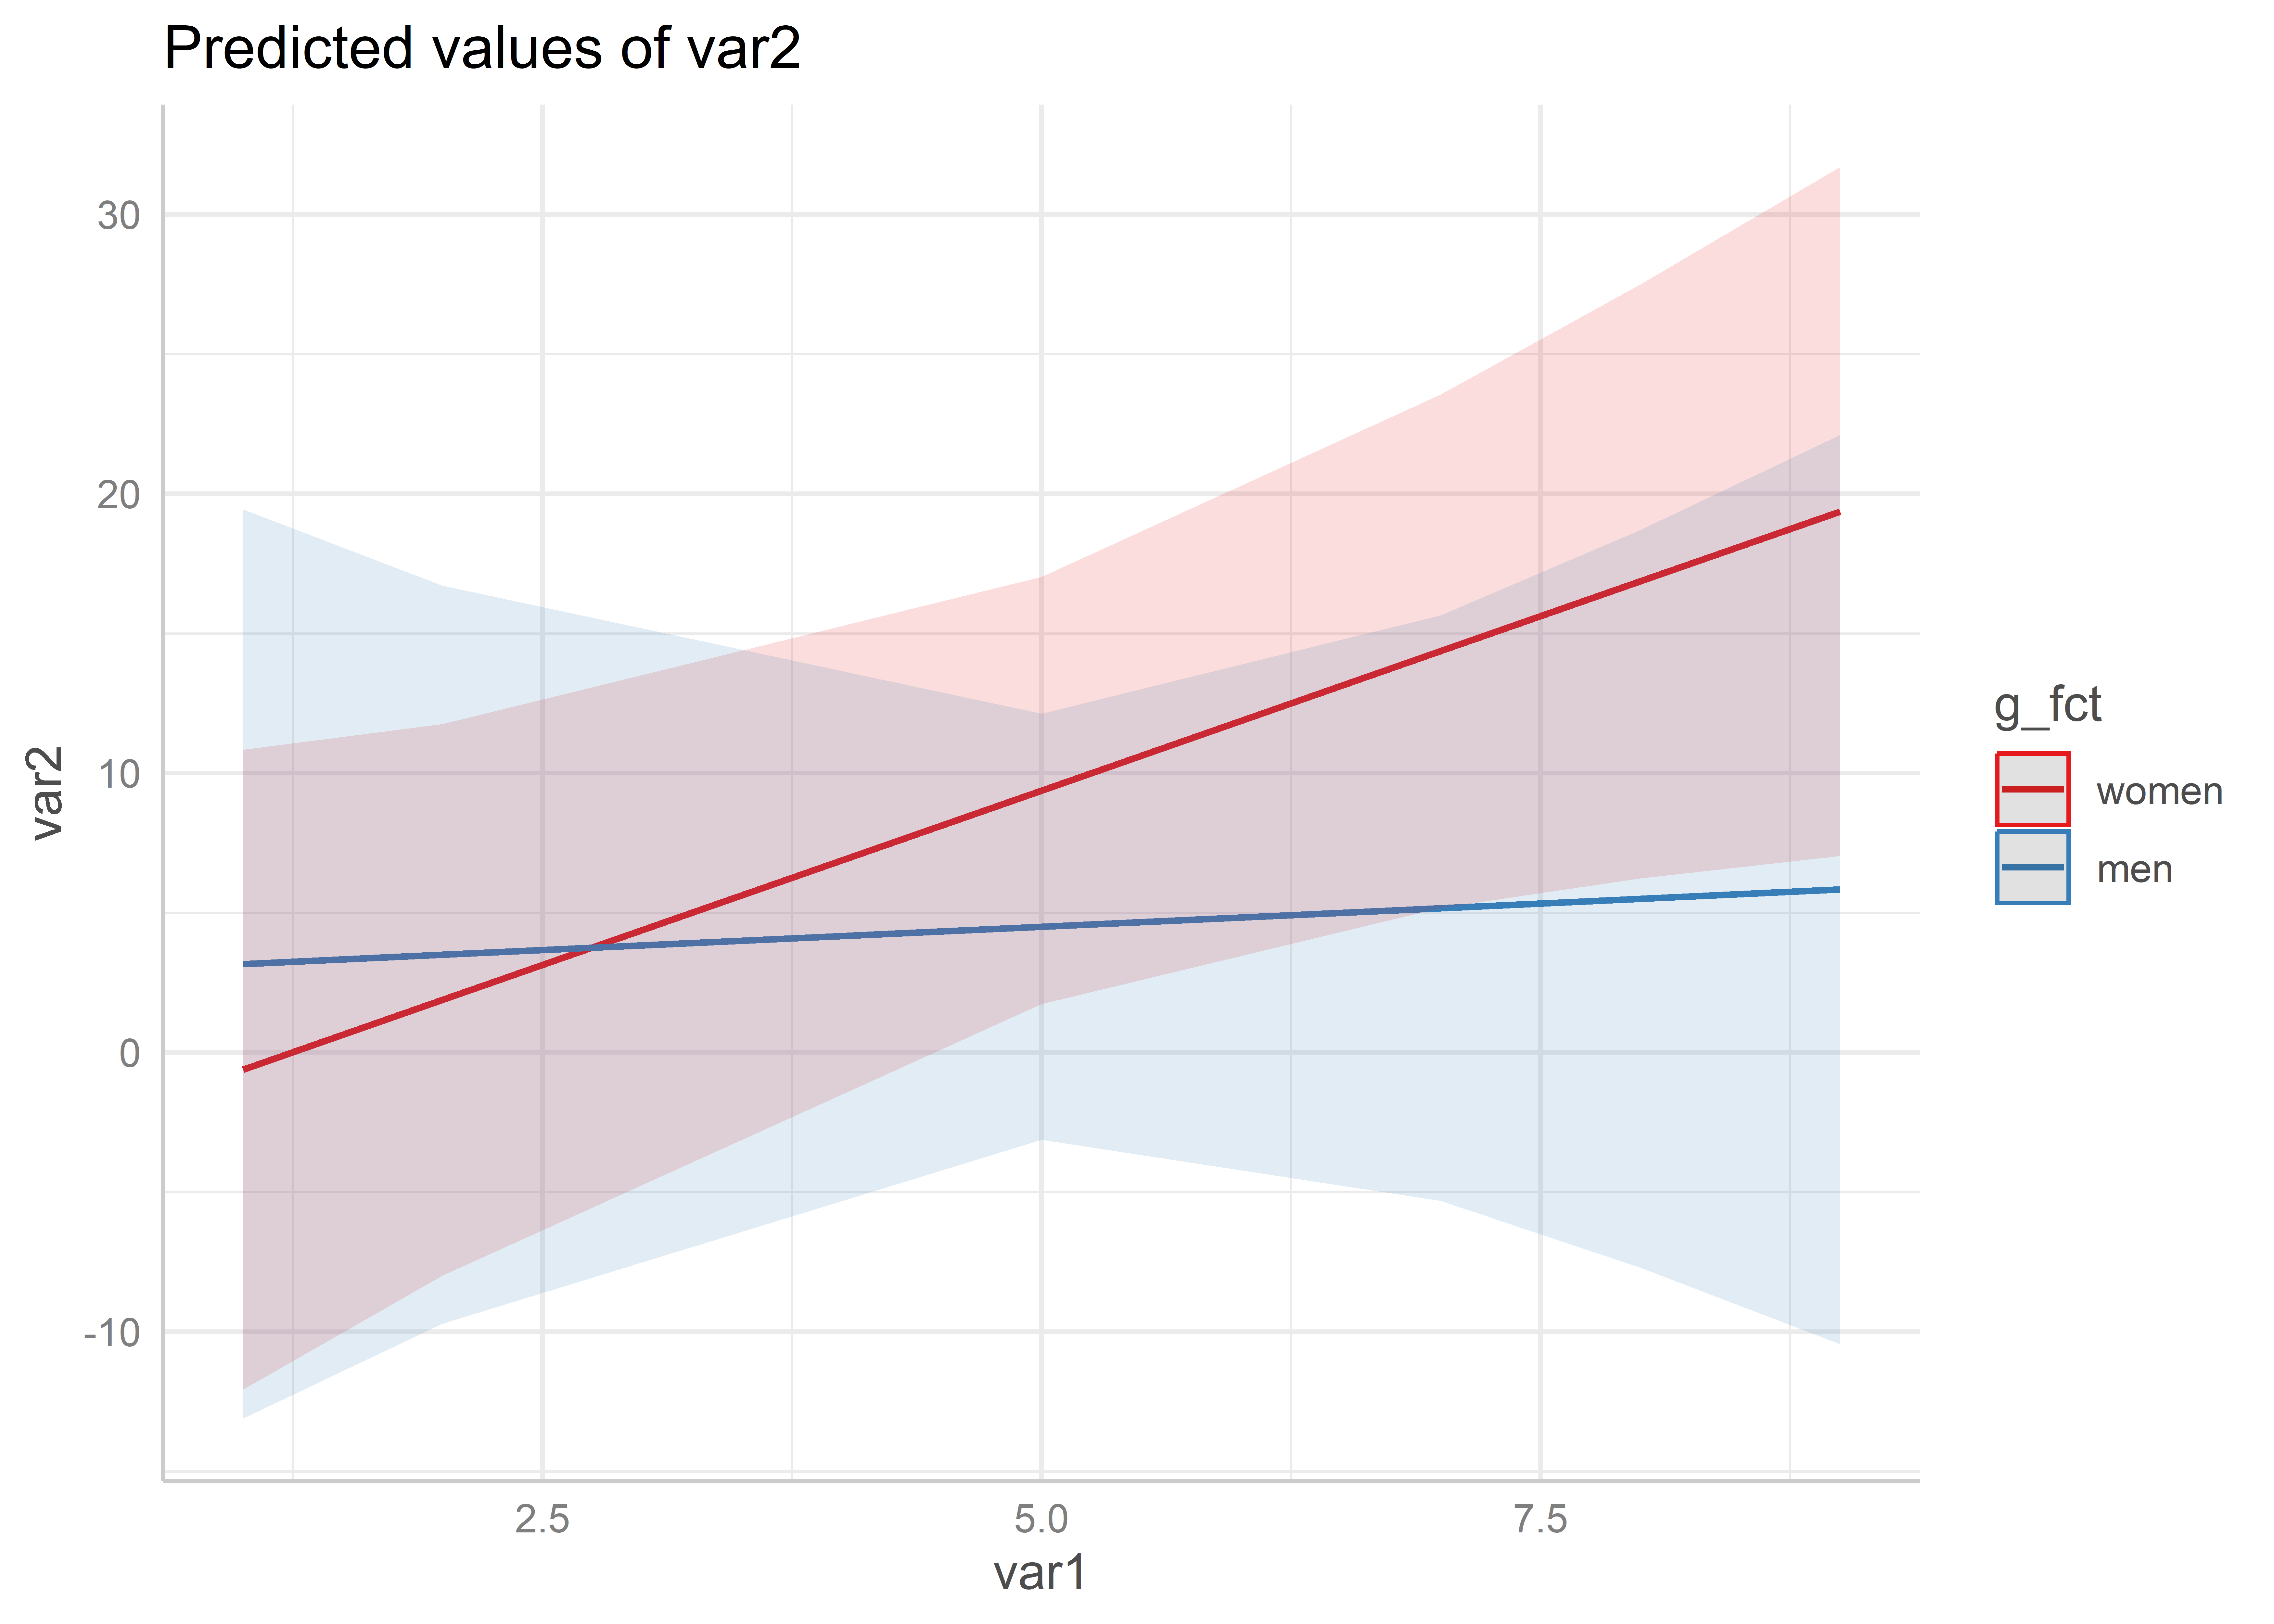 Predicted values of var2
30
20
10
0
-10
var2
2.5 5.0 7.5
var1
g_fct
women
men